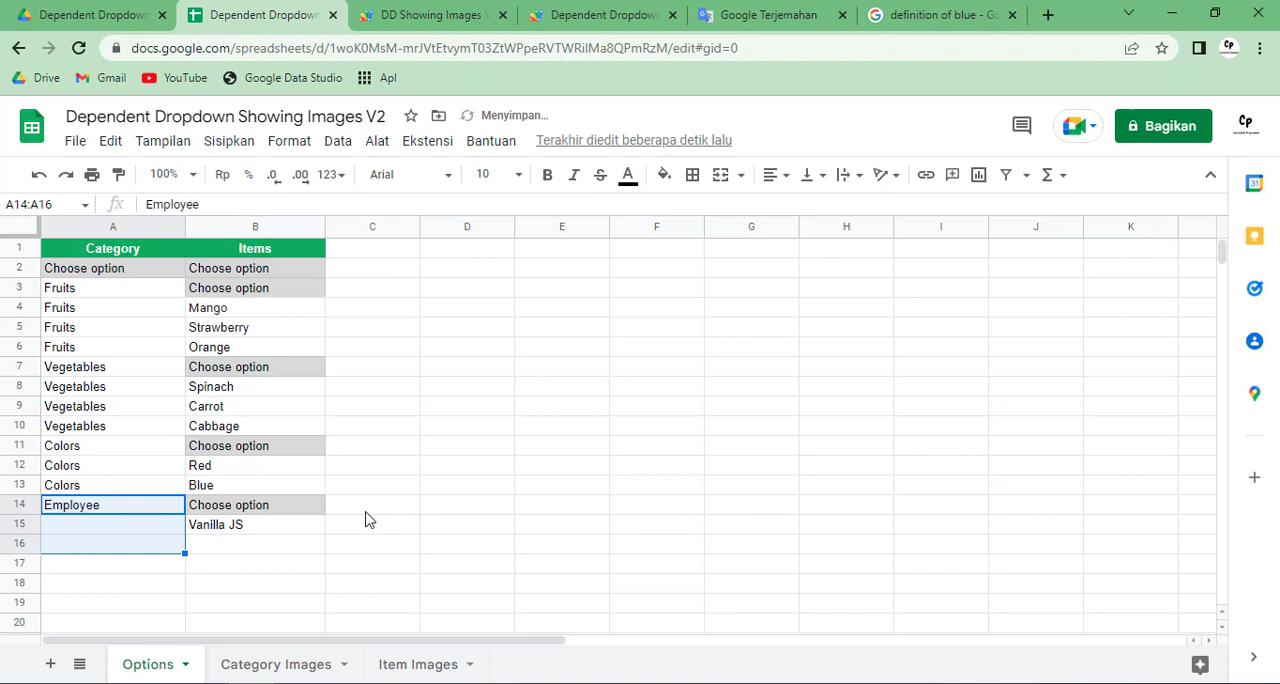 Dependent Dropdown
Dependent Dropdown
DD Showing Images V
Dependent Dropdown
Google Terjemahan
definition of blue - Go
docs.google.com/spreadsheets/d/1woK0MsM-mrJVtEtvymT03ZtWPpeRVTWRilMa8QPmRzM/edit#gid=0
Drive
Gmail
YouTube
Google Data Studio
Apl
Dependent Dropdown Showing Images V2
Menyimpan...
File Edit Tampilan Sisipkan Format Data Alat Ekstensi Bantuan
Terakhir diedit beberapa detik lalu
Cp
Bagikan
100% Rp % .0 .00 123 Arial 10 B I S A
A14:A16 fx Employee
A B C D E F G H I J K
1 Category Items
2 Choose option Choose option
3 Fruits Choose option
4 Fruits Mango
5 Fruits Strawberry
6 Fruits Orange
7 Vegetables Choose option
8 Vegetables Spinach
9 Vegetables Carrot
10 Vegetables Cabbage
11 Colors Choose option
12 Colors Red
13 Colors Blue
14 Employee Choose option
15 Vanilla JS
16
17
18
19
20
Options Category Images Item Images